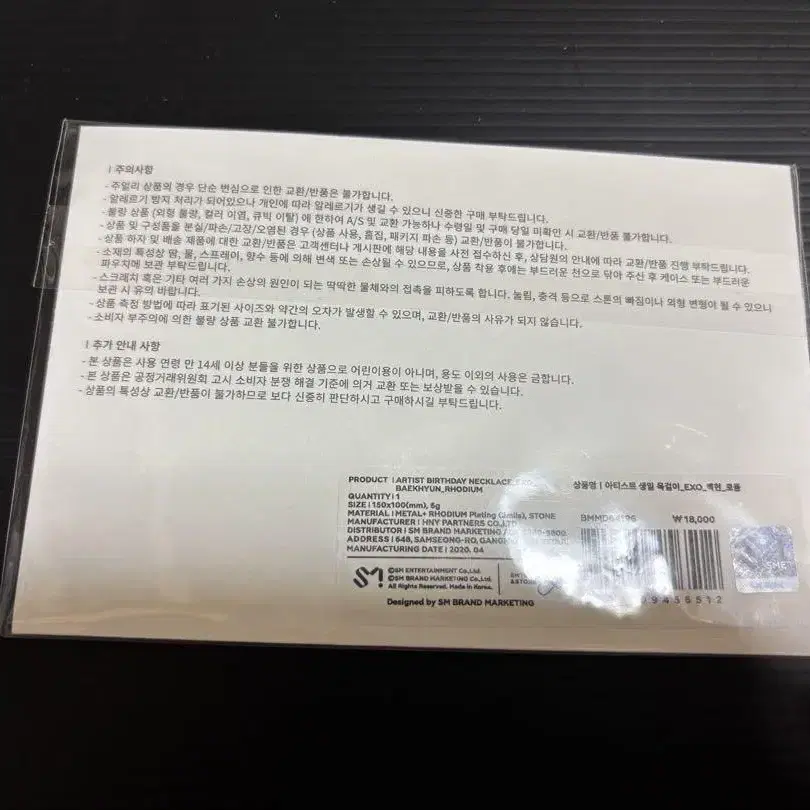 | 주의사항
- 주얼리 상품의 경우 단순 변심으로 인한 교환/반품은 불가합니다.
- 알레르기 방지 처리가 되어있으나 개인에 따라 알레르기가 생길 수 있으니 신중한 구매 부탁드립니다.
- 불량 상품 (외형 불량, 컬러 이염, 큐빅 이탈) 에 한하여 A/S 및 교환 가능하나 수령일 및 구매 당일 미확인 시 교환/반품 불가합니다.
- 상품 및 구성품을 분실/파손/고장/오염된 경우 (상품 사용, 흠집, 패키지 파손 등) 교환/반품이 불가합니다.
- 상품 하자 및 배송 제품에 대한 교환/반품은 고객센터나 게시판에 해당 내용을 사전 접수하신 후, 상담원의 안내에 따라 교환/반품 진행 부탁드립니다.
- 소재의 특성상 땀, 물, 스프레이, 향수 등에 의해 변색 또는 손상될 수 있으므로, 상품 착용 후에는 부드러운 천으로 닦아 주신 후 케이스 또는 부드러운
파우치에 보관 부탁드립니다.
- 스크래치 혹은 기타 여러 가지 손상의 원인이 되는 딱딱한 물체와의 접촉을 피하도록 합니다. 눌림, 충격 등으로 스톤의 빠짐이나 외형 변형이 될 수 있으니
보관 시 유의 바랍니다.
- 상품 측정 방법에 따라 표기된 사이즈와 약간의 오차가 발생할 수 있으며, 교환/반품의 사유가 되지 않습니다.
- 소비자 부주의에 의한 불량 상품 교환 불가합니다.
| 추가 안내 사항
- 본 상품은 사용 연령 만 14세 이상 분들을 위한 상품으로 어린이용이 아니며, 용도 이외의 사용은 금합니다.
- 본 상품은 공정거래위원회 고시 소비자 분쟁 해결 기준에 의거 교환 또는 보상받을 수 있습니다.
- 상품의 특성상 교환/반품이 불가하므로 보다 신중히 판단하시고 구매하시길 부탁드립니다.
PRODUCT | ARTIST BIRTHDAY NECKLACE_EXO_
BAEKHYUN_RHODIUM
상품명 | 아티스트 생일 목걸이_EXO_백현_로듐
QUANTITY | 1
SIZE | 150x100(mm), 6g
MATERIAL | METAL+ RHODIUM Plating (3mils), STONE
MANUFACTURER | HNY PARTNERS CO.,LTD
DISTRIBUTOR | SM BRAND MARKETING
ADDRESS | 648, SAMSEONG-RO,
MANUFACTURING DATE | 2020. 04
₩18,000
SM
©SM ENTERTAINMENT Co.,Ltd.
©SM BRAND MARKETING Co.,Ltd.
All Rights Reserved. Made in Korea.
&STORE
SME
Designed by SM BRAND MARKETING